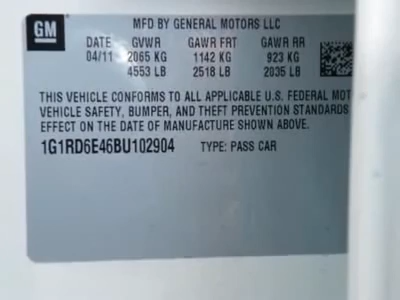 GM
MFD BY GENERAL MOTORS LLC
DATE GVWR GAWR FRT GAWR RR
04/11 2065 KG 1142 KG 923 KG
4553 LB 2518 LB 2035 LB
THIS VEHICLE CONFORMS TO ALL APPLICABLE U.S. FEDERAL MOT
VEHICLE SAFETY, BUMPER, AND THEFT PREVENTION STANDARDS
EFFECT ON THE DATE OF MANUFACTURE SHOWN ABOVE.
1G1RD6E46BU102904 TYPE: PASS CAR